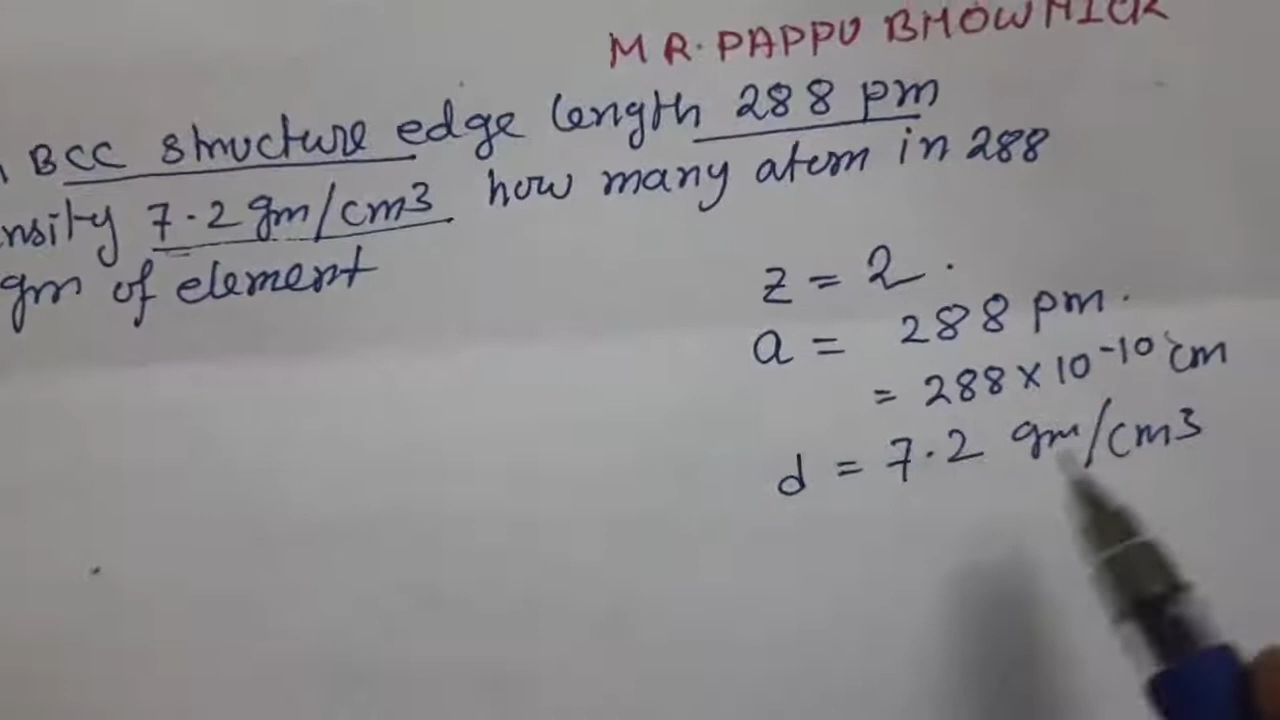 MR. PAPPU BHOWMICK
BCC structure edge length 288 pm
nsity 7.2 gm/cm3 how many atom in 288
gm of element
z = 2.
a = 288 pm.
= 288 × 10-10 cm
d = 7.2 gm/cm3